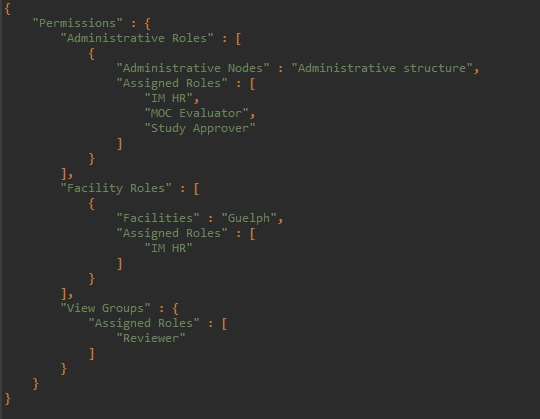 {
    "Permissions" : {
        "Administrative Roles" : [
            {
                "Administrative Nodes" : "Administrative structure",
                "Assigned Roles" : [
                    "IM HR",
                    "MOC Evaluator",
                    "Study Approver"
                ]
            }
        ],
        "Facility Roles" : [
            {
                "Facilities" : "Guelph",
                "Assigned Roles" : [
                    "IM HR"
                ]
            }
        ],
        "View Groups" : {
            "Assigned Roles" : [
                "Reviewer"
            ]
        }
    }
}